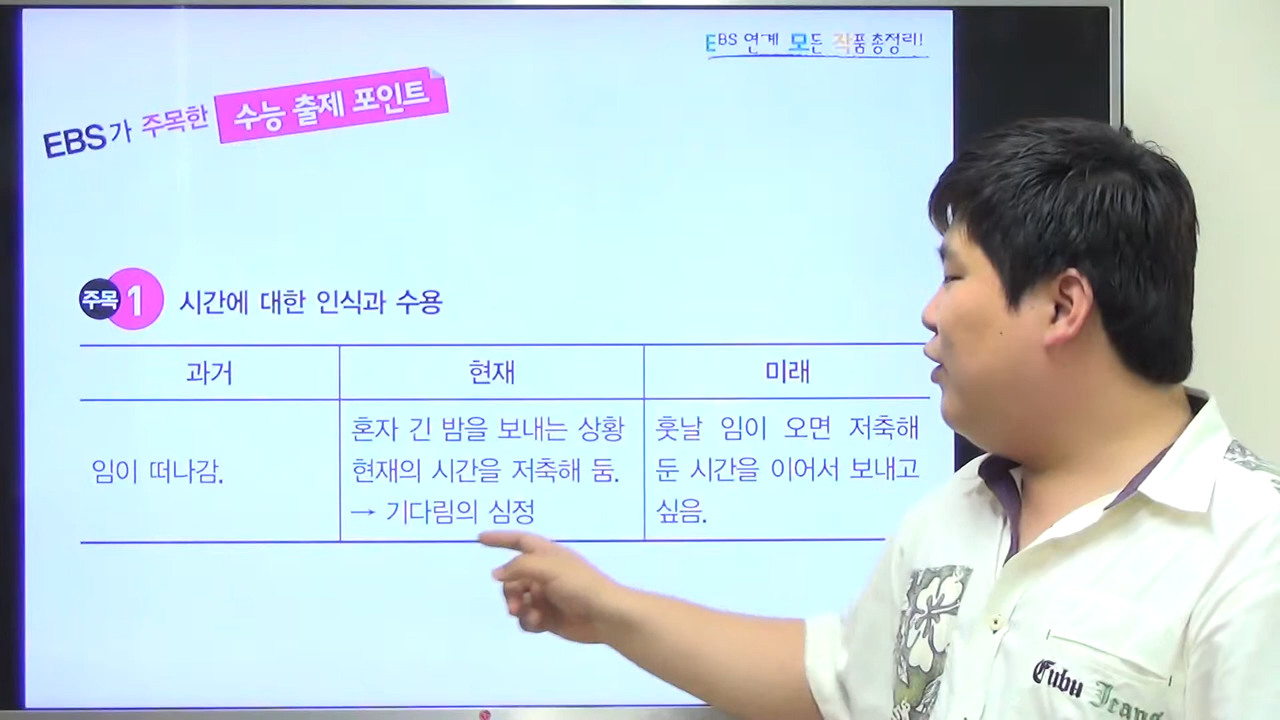 EBS 연계 모든 작품 총정리!
EBS가 주목한 수능 출제 포인트
주목 1 시간에 대한 인식과 수용
과거 현재 미래
임이 떠나감.
혼자 긴 밤을 보내는 상황
현재의 시간을 저축해 둠.
→ 기다림의 심정
훗날 임이 오면 저축해
둔 시간을 이어서 보내고
싶음.
Cubu Jeans